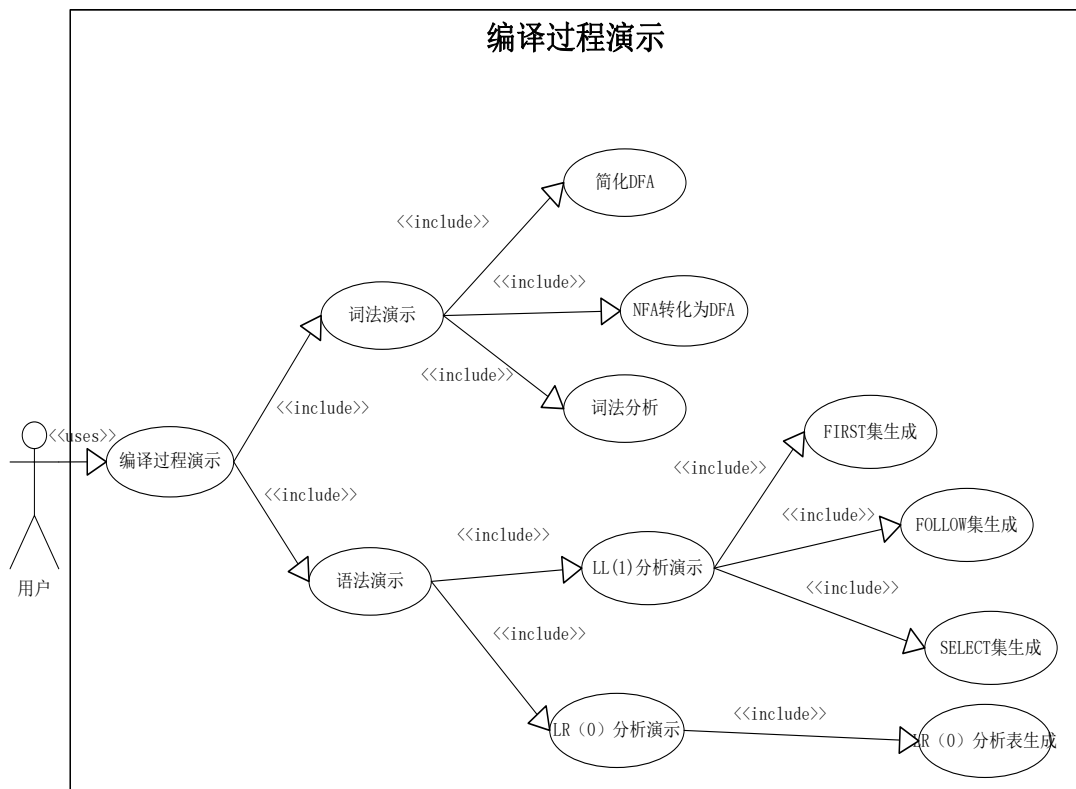 编译过程演示
简化DFA
<<include>>
<<include>>
NFA转化为DFA
词法演示
<<include>>
词法分析
<<include>>
FIRST集生成
<<uses>>
编译过程演示
<<include>>
<<include>>
<<include>>
FOLLOW集生成
<<include>>
LL(1)分析演示
语法演示
用户
<<include>>
<<include>>
SELECT集生成
<<include>>
LR（0）分析演示
LR（0）分析表生成